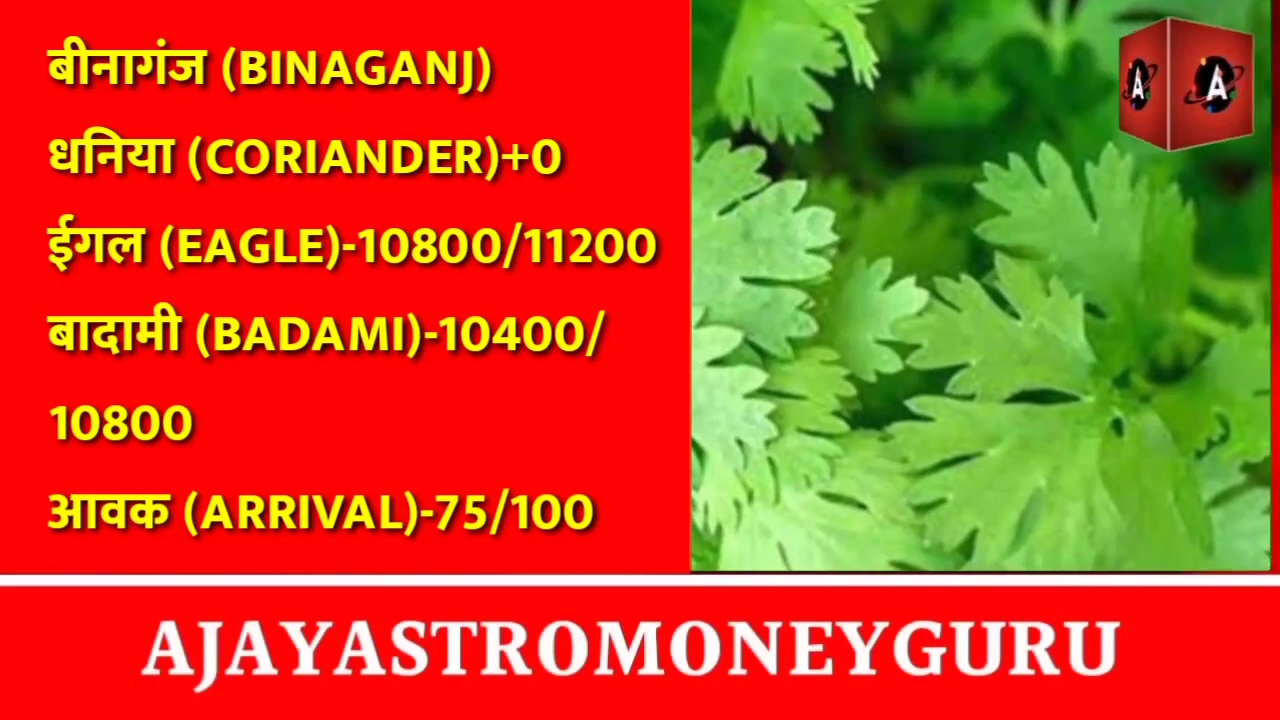 बीनागंज (BINAGANJ)
धनिया (CORIANDER)+0
ईगल (EAGLE)-10800/11200
बादामी (BADAMI)-10400/
10800
आवक (ARRIVAL)-75/100
A A
AJAYASTROMONEYGURU